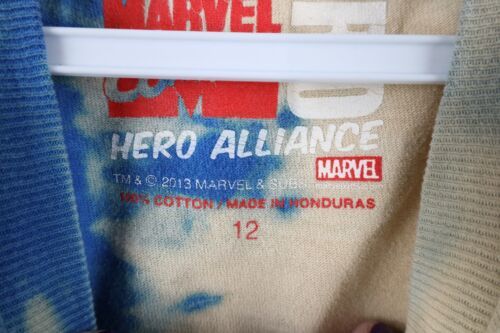 MARVEL
HERO ALLIANCE
MARVEL
TM & © 2013 MARVEL & SUBS
100% COTTON / MADE IN HONDURAS
12